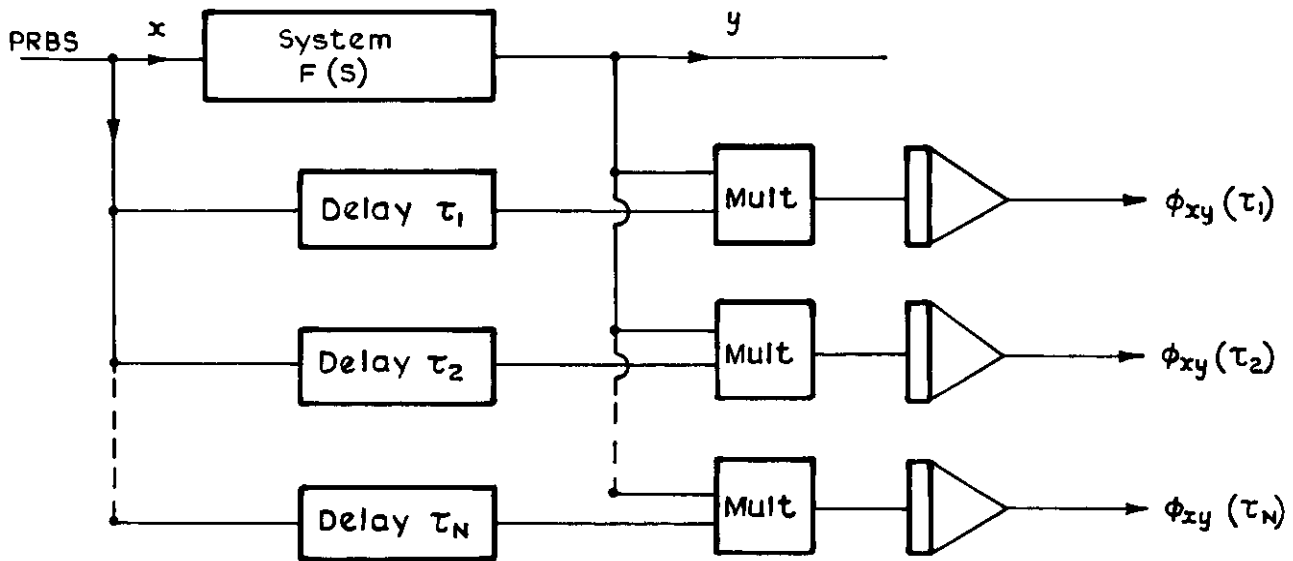 PRBS
x
System
F(S)
y
Delay τ1
Mult
ϕxy(τ1)
Delay τ2
Mult
ϕxy(τ2)
Delay τN
Mult
ϕxy(τN)